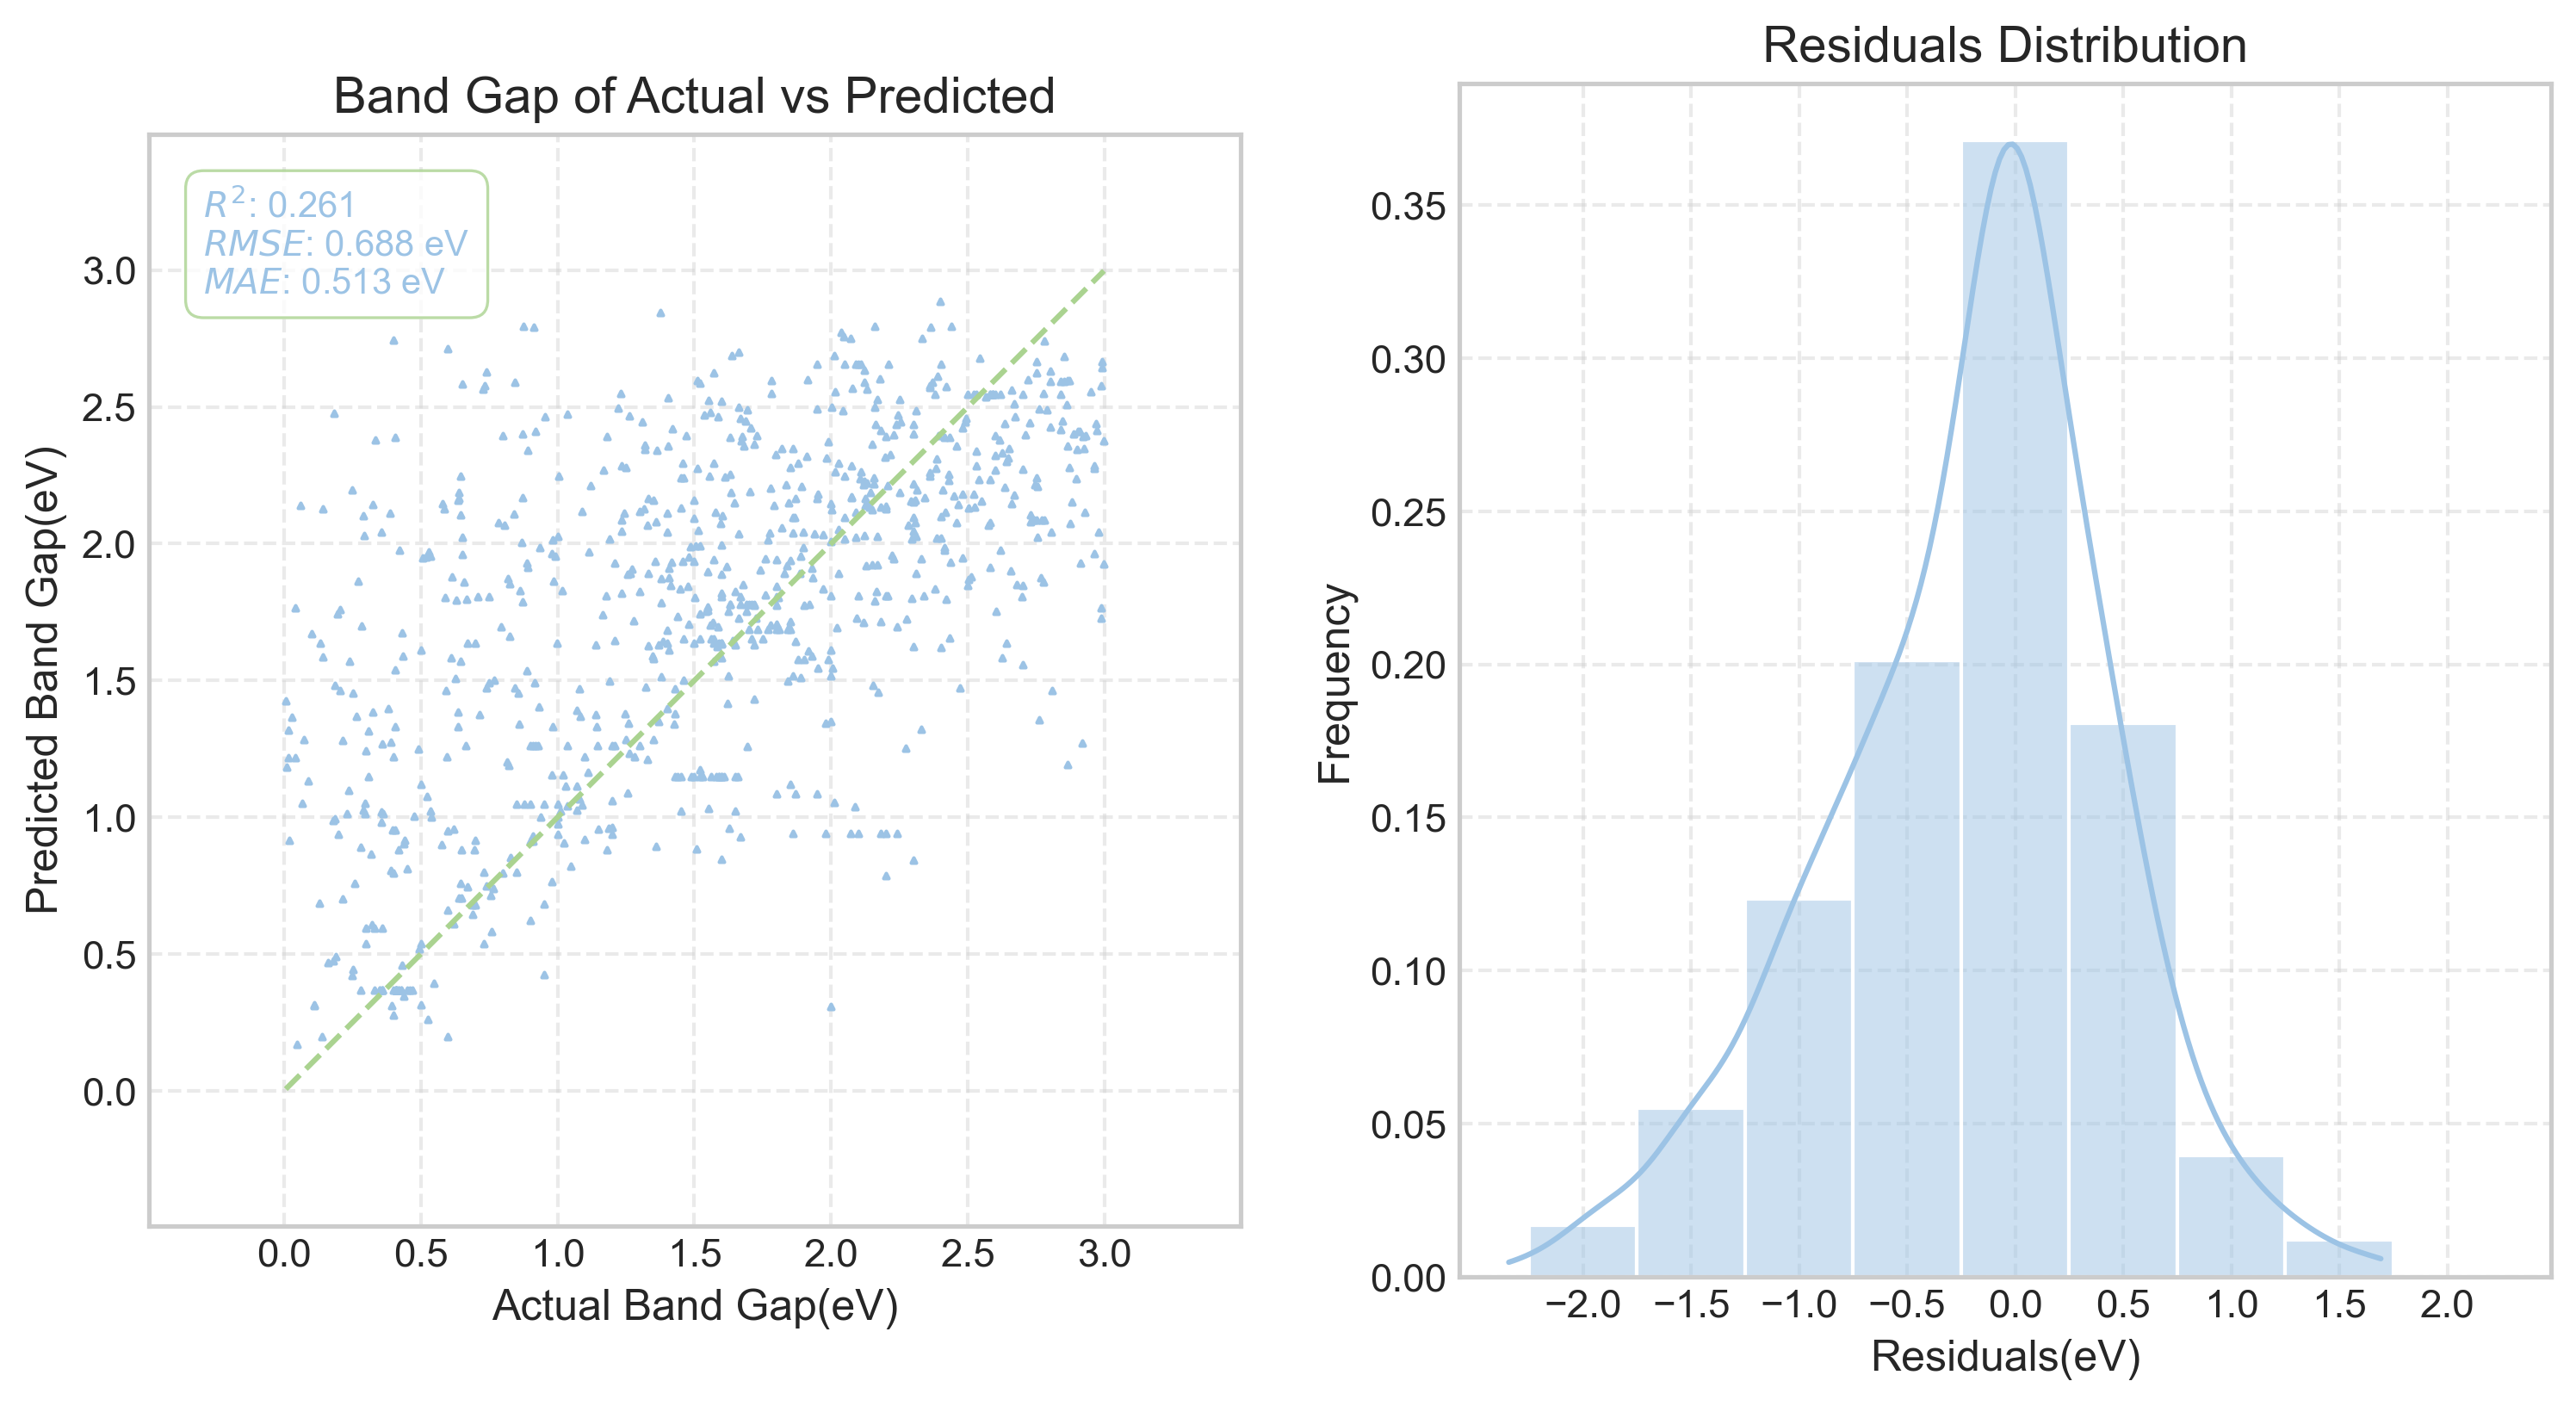 Band Gap of Actual vs Predicted
R²: 0.261
RMSE: 0.688 eV
MAE: 0.513 eV
3.0
2.5
2.0
1.5
1.0
0.5
0.0
Predicted Band Gap(eV)
0.0 0.5 1.0 1.5 2.0 2.5 3.0
Actual Band Gap(eV)
Residuals Distribution
0.35
0.30
0.25
0.20
0.15
0.10
0.05
0.00
Frequency
−2.0 −1.5 −1.0 −0.5 0.0 0.5 1.0 1.5 2.0
Residuals(eV)